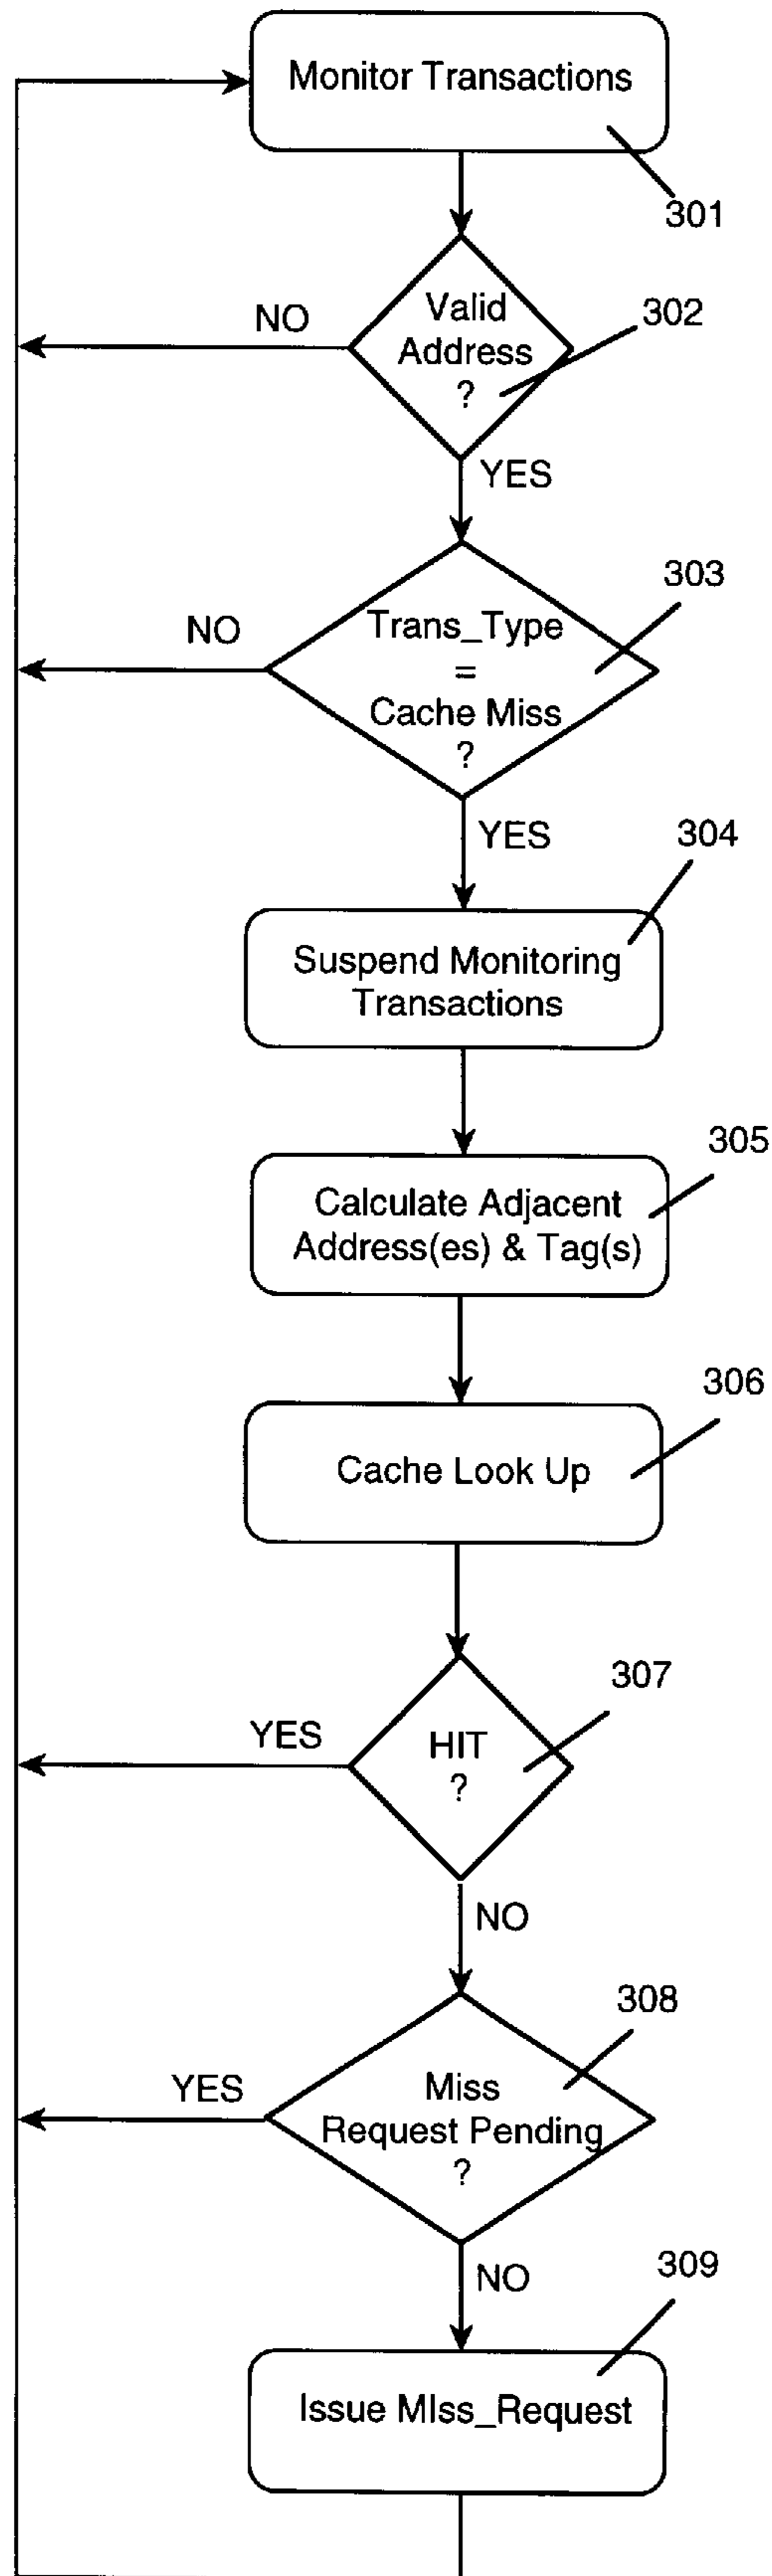 Monitor Transactions
301
Valid
Address
?
302
NO
YES
303
Trans_Type
=
Cache Miss
?
NO
YES
304
Suspend Monitoring
Transactions
305
Calculate Adjacent
Address(es) & Tag(s)
306
Cache Look Up
307
HIT
?
YES
NO
308
Miss
Request Pending
?
YES
NO
309
Issue MIss_Request